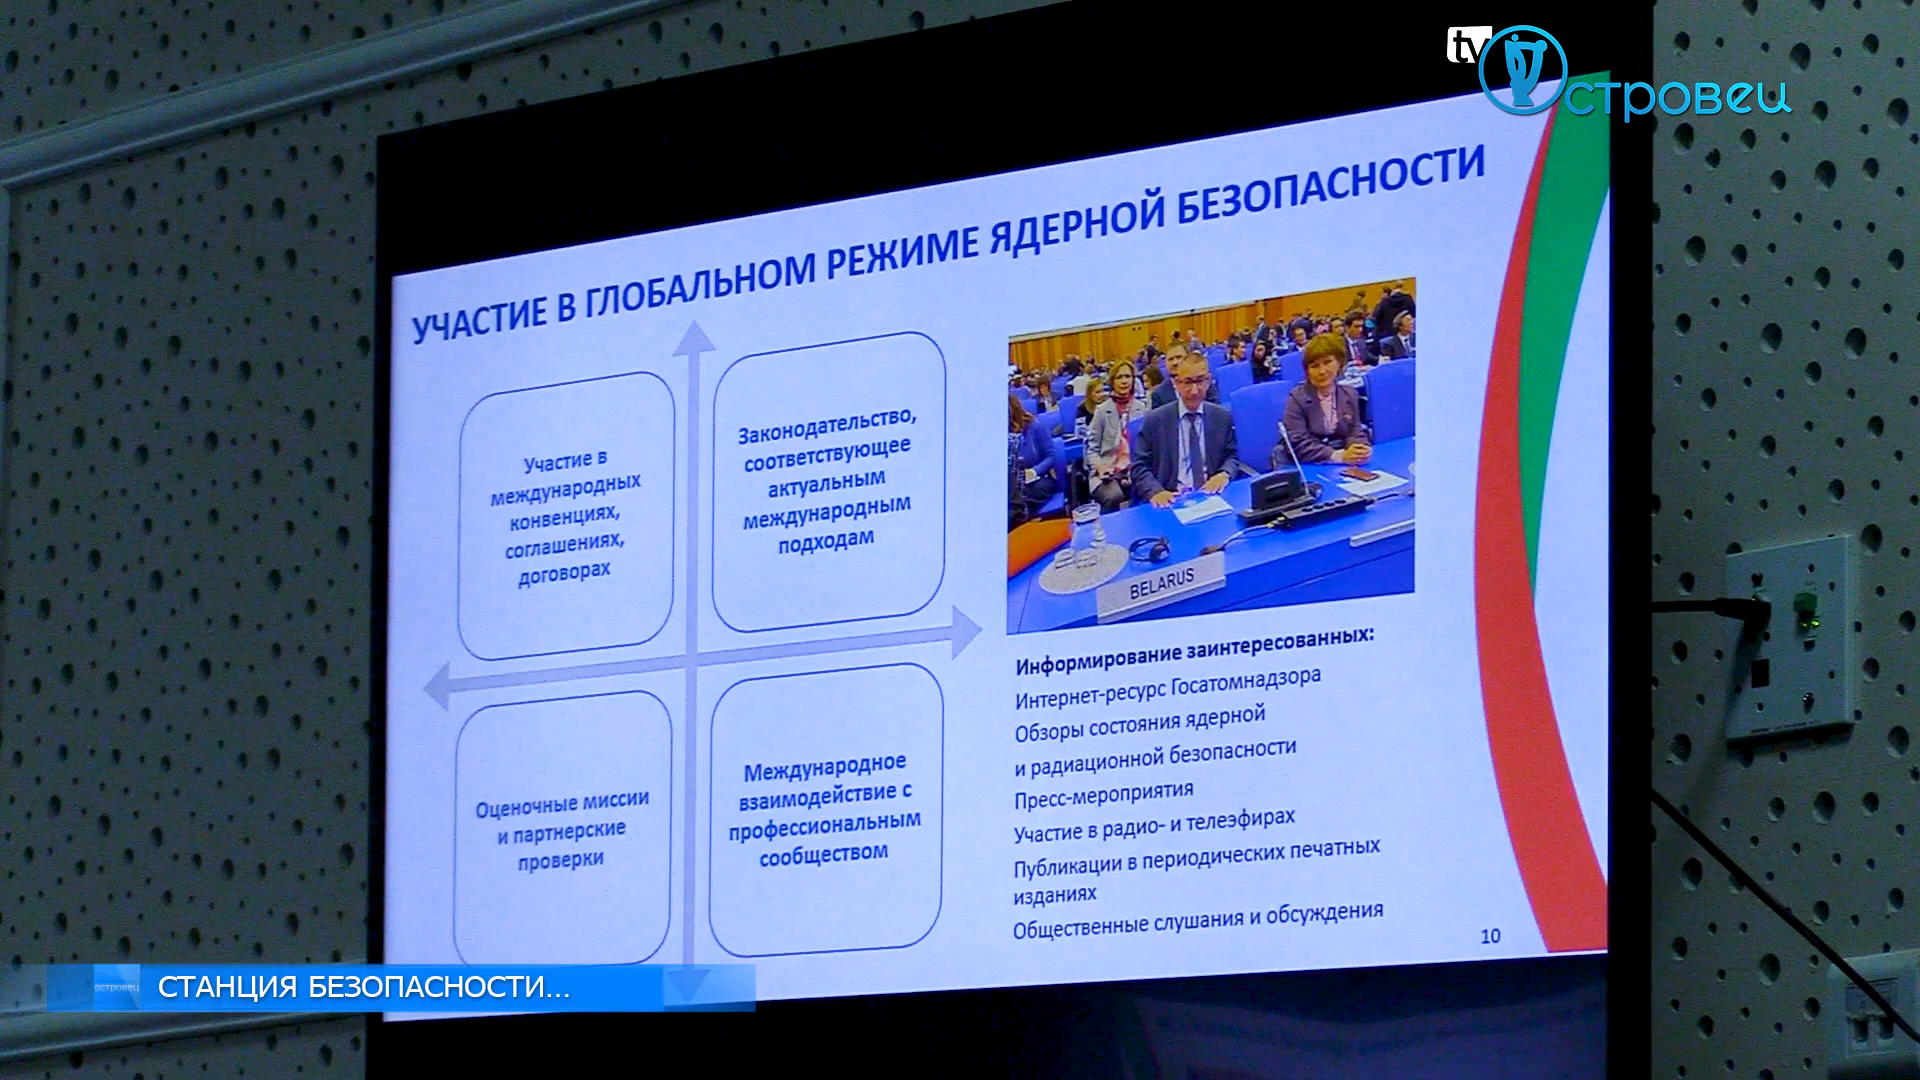 tv Островец
УЧАСТИЕ В ГЛОБАЛЬНОМ РЕЖИМЕ ЯДЕРНОЙ БЕЗОПАСНОСТИ
Участие в
международных
конвенциях,
соглашениях,
договорах
Законодательство,
соответствующее
актуальным
международным
подходам
Оценочные миссии
и партнерские
проверки
Международное
взаимодействие с
профессиональным
сообществом
BELARUS
Информирование заинтересованных:
Интернет-ресурс Госатомнадзора
Обзоры состояния ядерной
и радиационной безопасности
Пресс-мероприятия
Участие в радио- и телеэфирах
Публикации в периодических печатных
изданиях
Общественные слушания и обсуждения
10
островец
СТАНЦИЯ БЕЗОПАСНОСТИ...